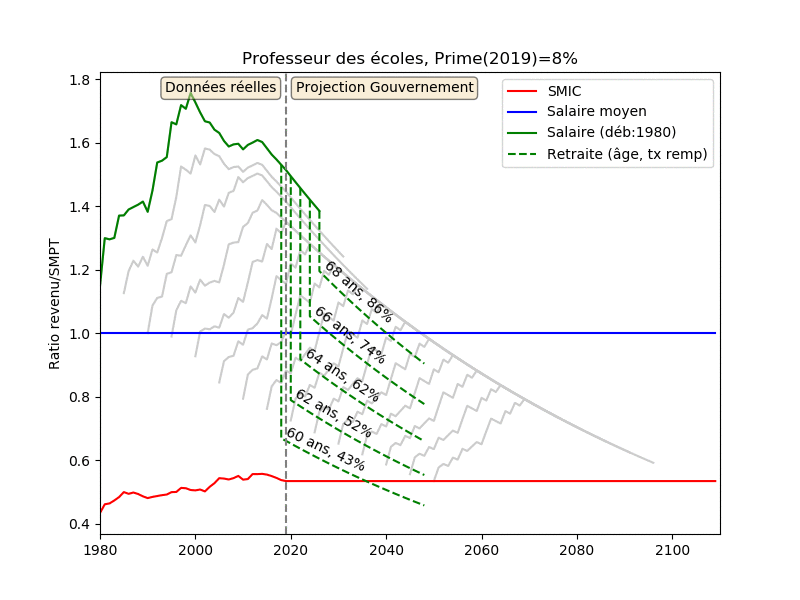 Professeur des écoles, Prime(2019)=8%
Données réelles
Projection Gouvernement
SMIC
Salaire moyen
Salaire (déb:1980)
Retraite (âge, tx remp)
Ratio revenu/SMPT
1.8
1.6
1.4
1.2
1.0
0.8
0.6
0.4
68 ans, 86%
66 ans, 74%
64 ans, 62%
62 ans, 52%
60 ans, 43%
1980
2000
2020
2040
2060
2080
2100